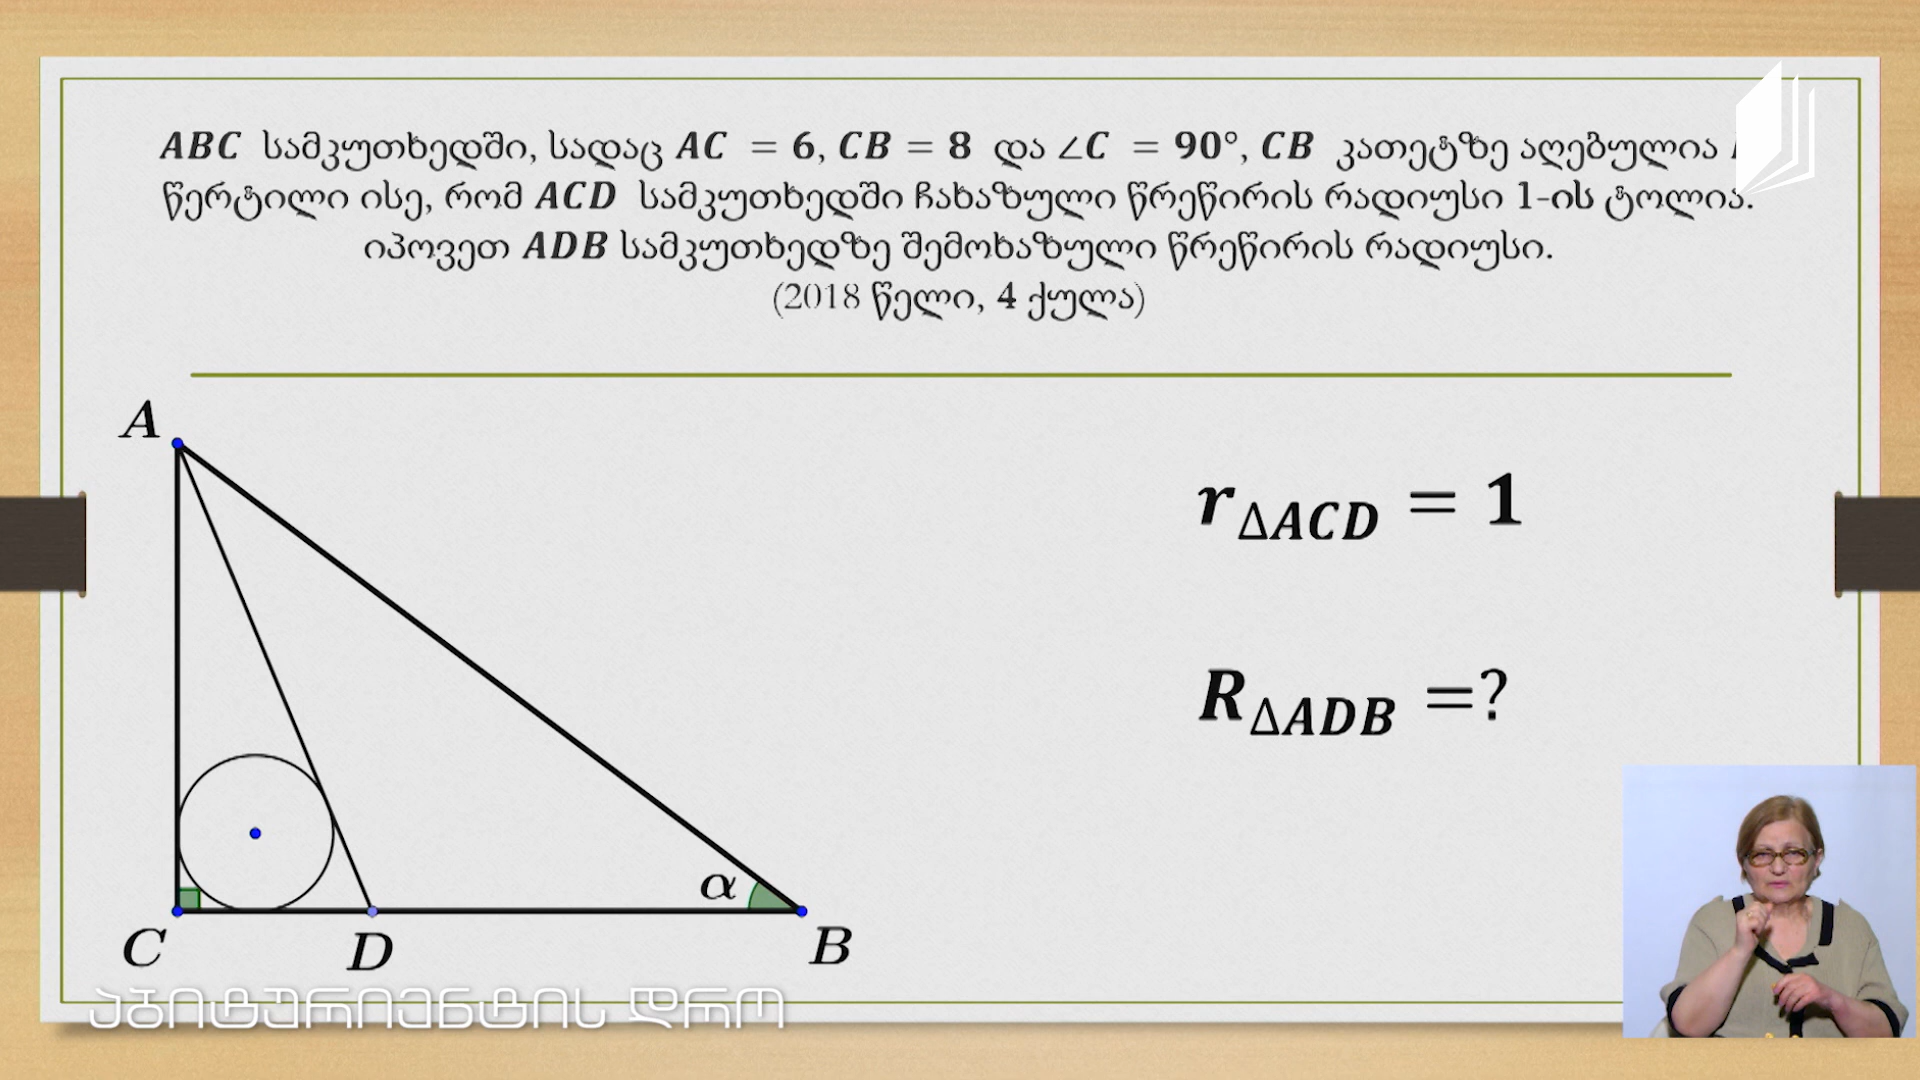 ABC სამკუთხედში, სადაც AC = 6, CB = 8 და ∠C = 90°, CB კათეტზე აღებულია
წერტილი ისე, რომ ACD სამკუთხედში ჩახაზული წრეწირის რადიუსი 1-ის ტოლია.
იპოვეთ ADB სამკუთხედზე შემოხაზული წრეწირის რადიუსი.
(2018 წელი, 4 ქულა)
A
r△ACD = 1
R△ADB =?
α
C
D
B
აბიტურიენტის დრო